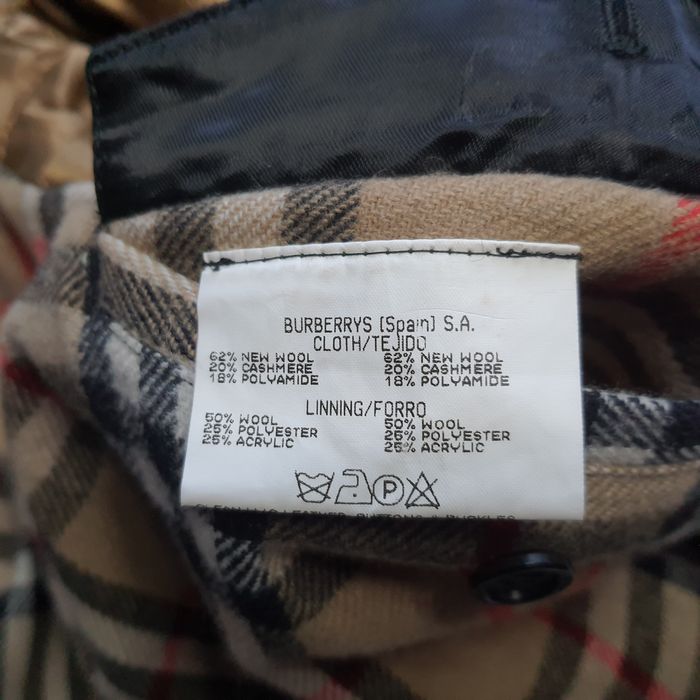 BURBERRYS (Spain) S.A.
CLOTH/TEJIDO
62% NEW WOOL 62% NEW WOOL
20% CASHMERE 20% CASHMERE
18% POLYAMIDE 18% POLYAMIDE
LINNING/FORRO
50% WOOL 50% WOOL
25% POLYESTER 25% POLYESTER
25% ACRYLIC 25% ACRYLIC
P